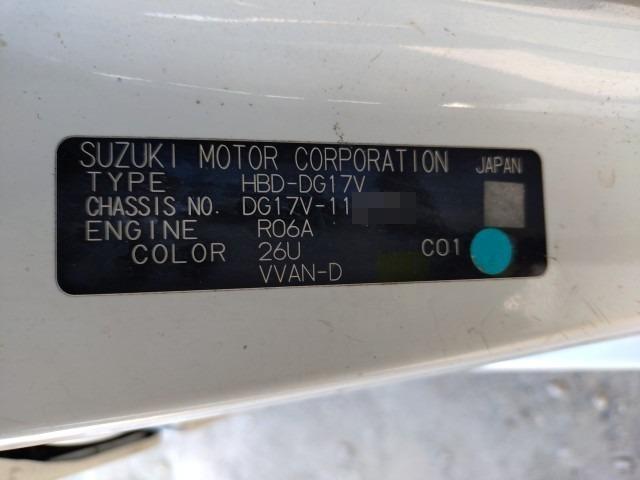 SUZUKI MOTOR CORPORATION JAPAN
TYPE HBD-DG17V
CHASSIS NO. DG17V-11
ENGINE R06A
COLOR 26U C01
VVAN-D